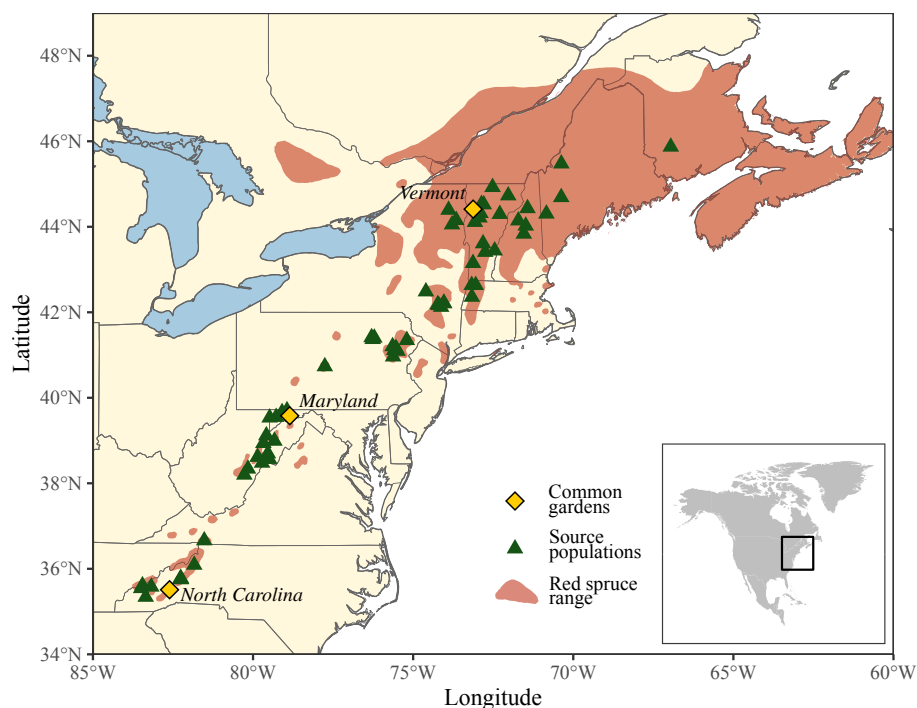 48°N
46°N
44°N
42°N
40°N
38°N
36°N
34°N
Latitude
Vermont
Maryland
North Carolina
Common
gardens
Source
populations
Red spruce
range
85°W
80°W
75°W
70°W
65°W
60°W
Longitude